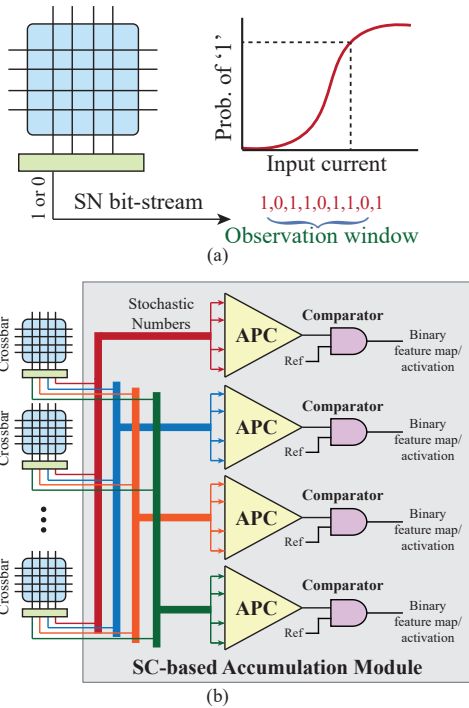 (a)
Prob. of ‘1’
Input current
1 or 0
SN bit-stream
1,0,1,1,0,1,1,0,1
Observation window
(a)
(b)
Crossbar
Crossbar
Crossbar
Stochastic
Numbers
APC
Comparator
Ref
Binary
feature map/
activation
APC
Comparator
Ref
Binary
feature map/
activation
APC
Comparator
Ref
Binary
feature map/
activation
APC
Comparator
Ref
Binary
feature map/
activation
SC-based Accumulation Module
(b)